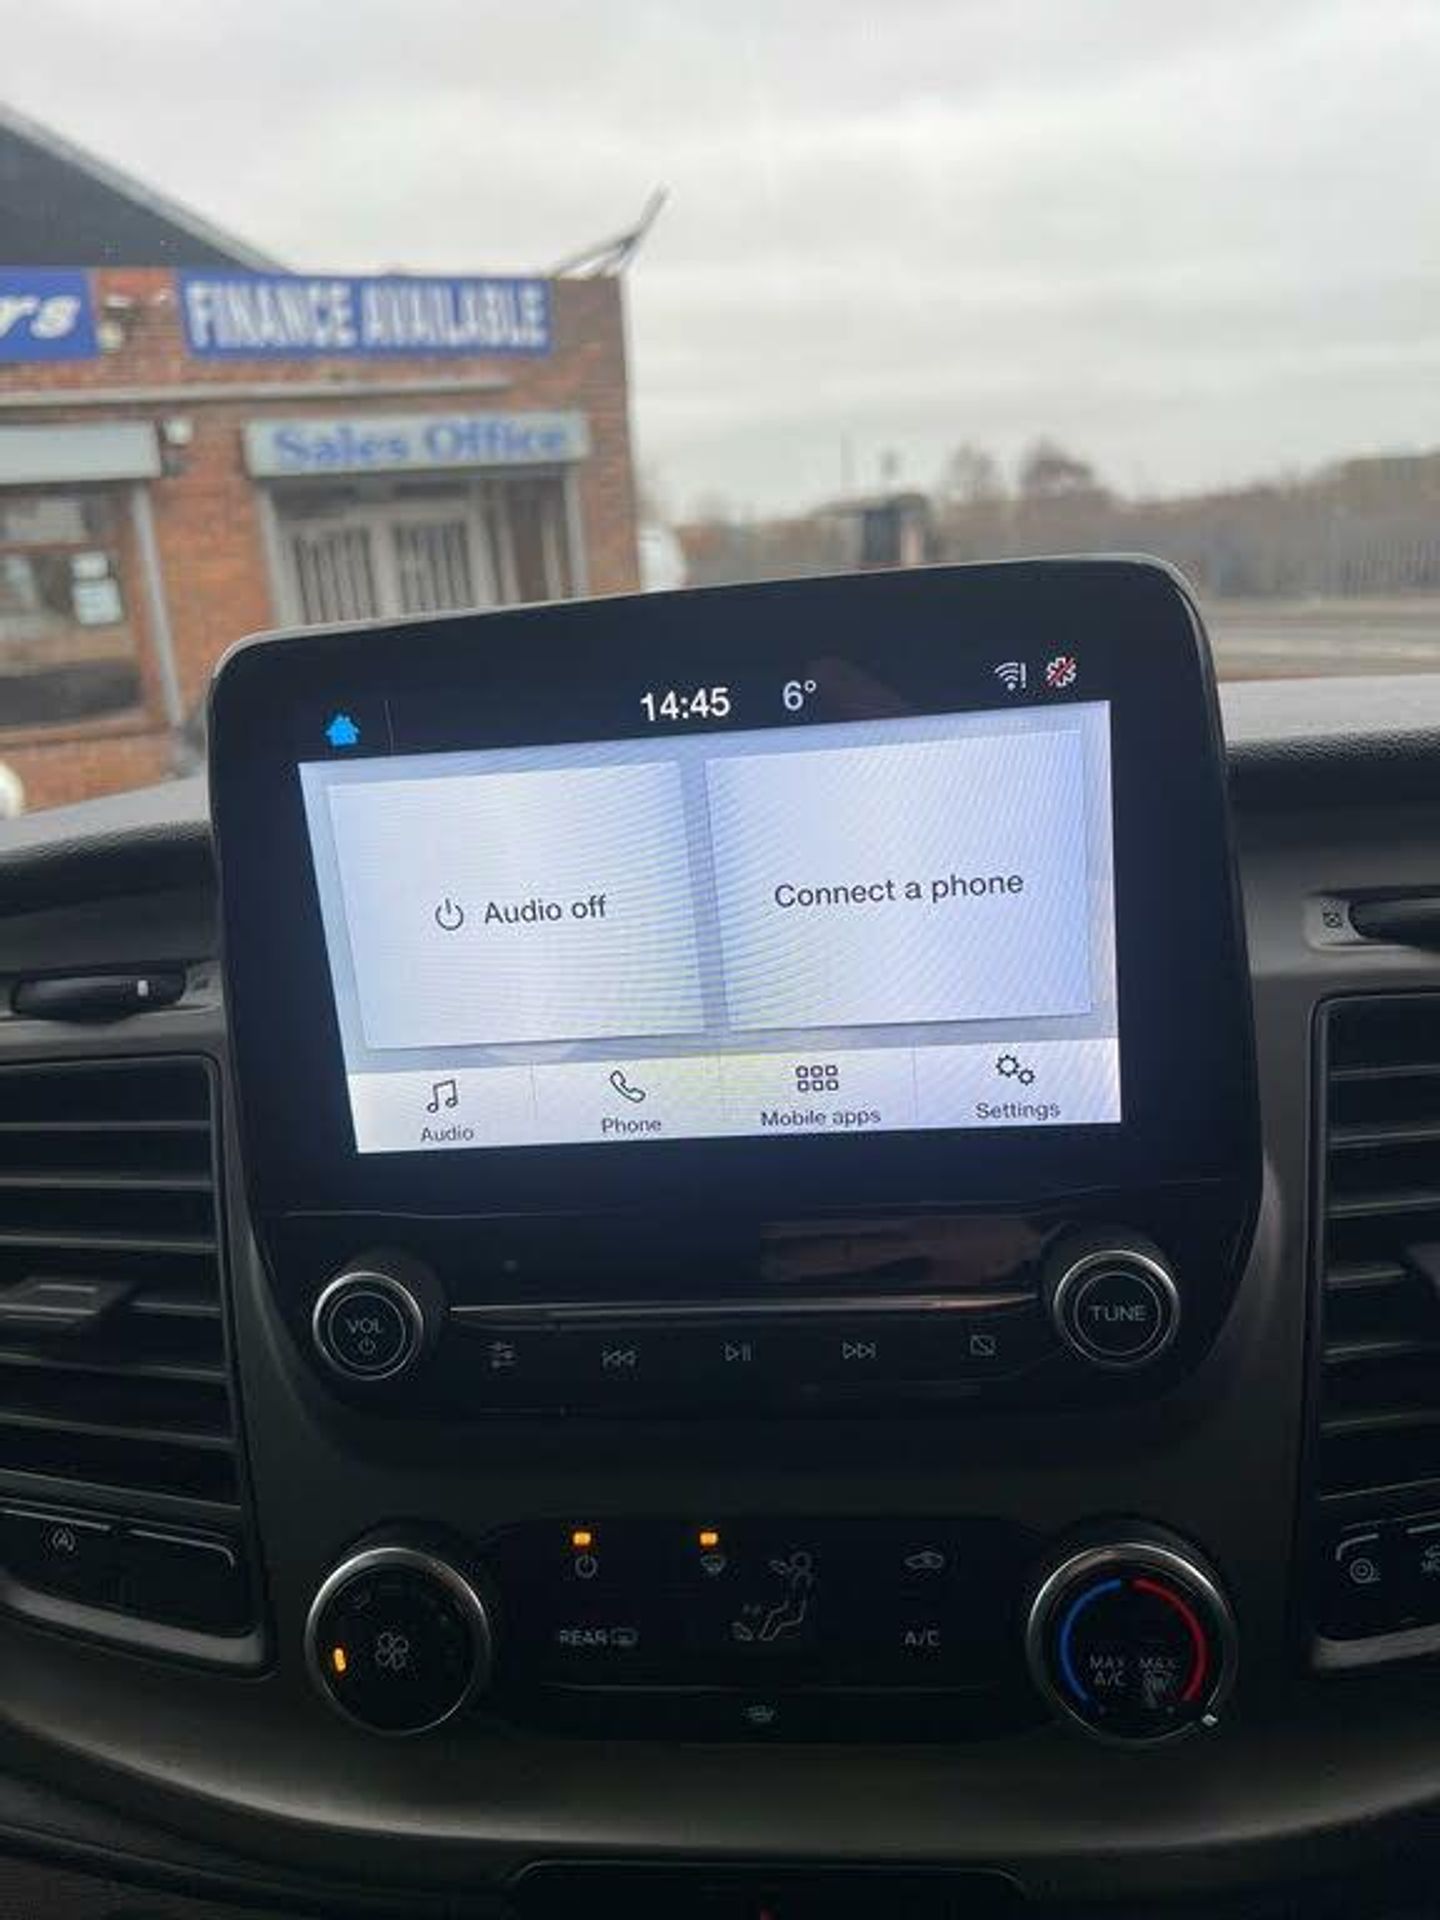 rs
FINANCE AVAILABLE
Sales Office
14:45 6°
Audio off
Connect a phone
Audio
Phone
Mobile apps
Settings
VOL
TUNE
REAR
A/C
MAX
A/C
MAX